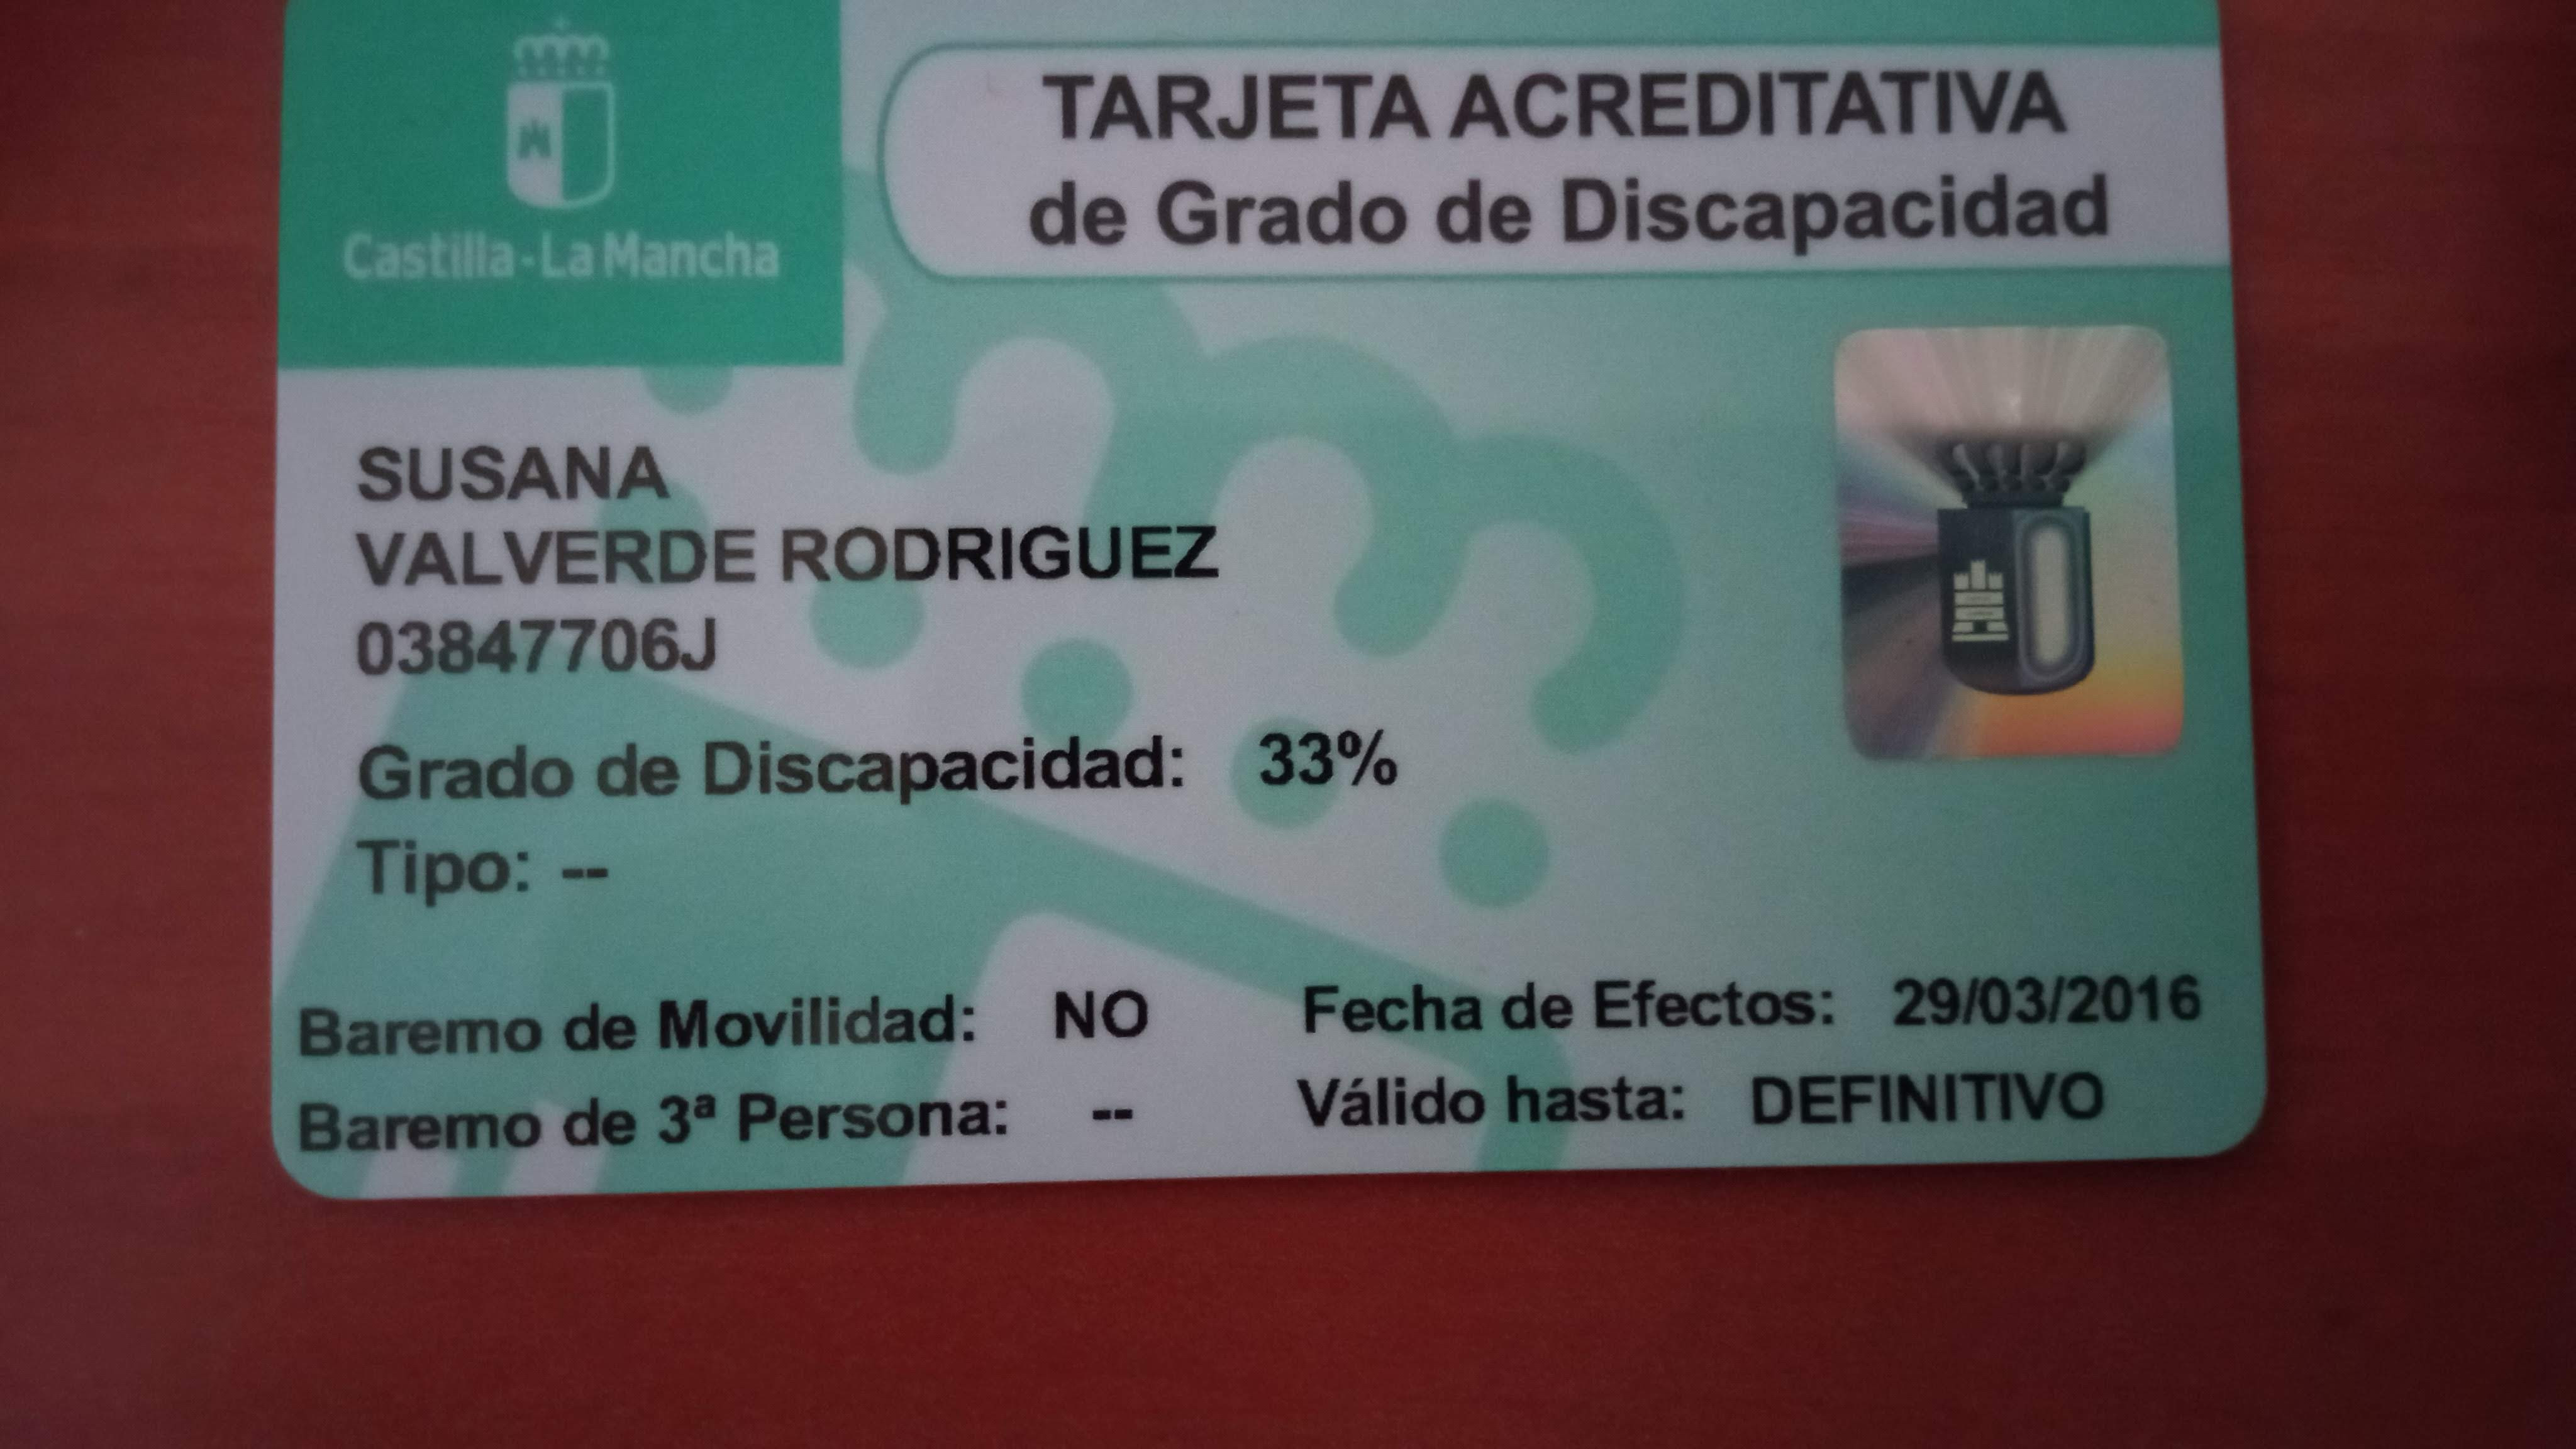 Castilla-La Mancha
TARJETA ACREDITATIVA
de Grado de Discapacidad
SUSANA
VALVERDE RODRIGUEZ
03847706J
Grado de Discapacidad: 33%
Tipo: --
Baremo de Movilidad: NO
Baremo de 3ª Persona: --
Fecha de Efectos: 29/03/2016
Válido hasta: DEFINITIVO